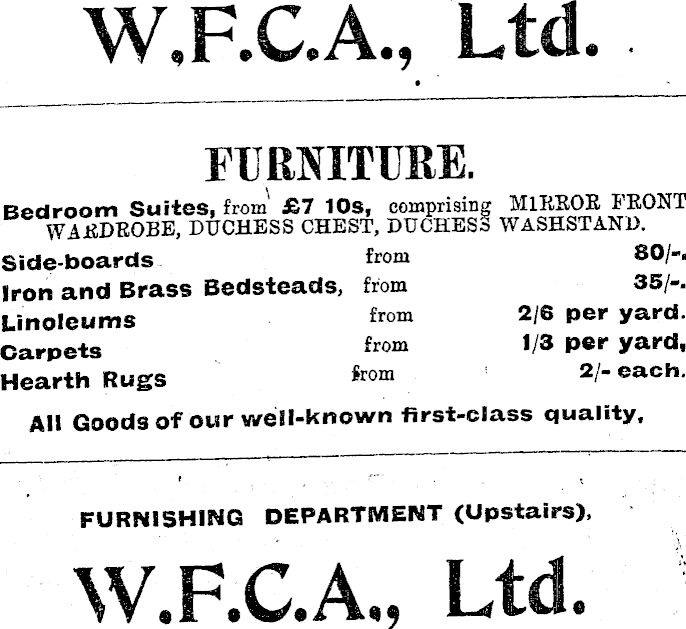 W.F.C.A., Ltd.
FURNITURE.
Bedroom Suites, from £7 10s, comprising MIRROR FRONT
WARDROBE, DUCHESS CHEST, DUCHESS WASHSTAND.
Side-boards from 80/-.
Iron and Brass Bedsteads, from 35/-.
Linoleums from 2/6 per yard.
Carpets from 1/3 per yard,
Hearth Rugs from 2/- each.
All Goods of our well-known first-class quality,
FURNISHING DEPARTMENT (Upstairs),
W.F.C.A., Ltd.